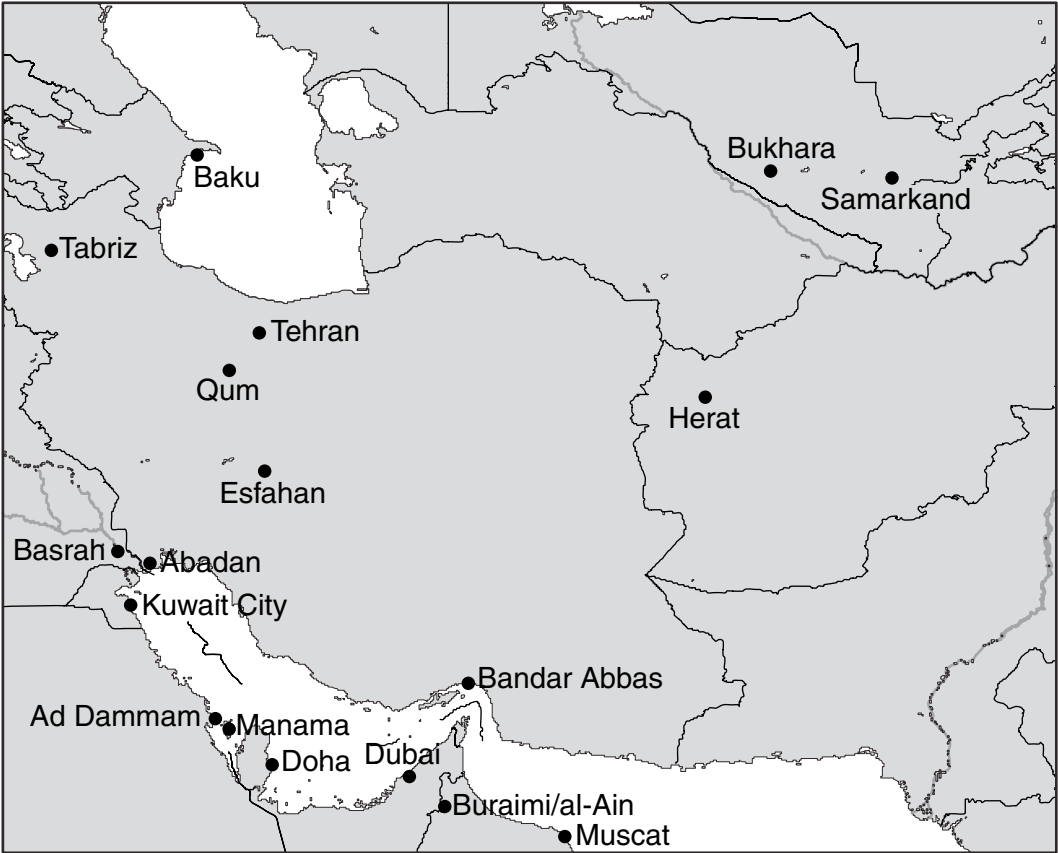 Bukhara
Baku
Samarkand
Tabriz
Tehran
Qum
Herat
Esfahan
Basrah
Abadan
Kuwait City
Bandar Abbas
Ad Dammam
Manama
Doha
Dubai
Buraimi/al-Ain
Muscat